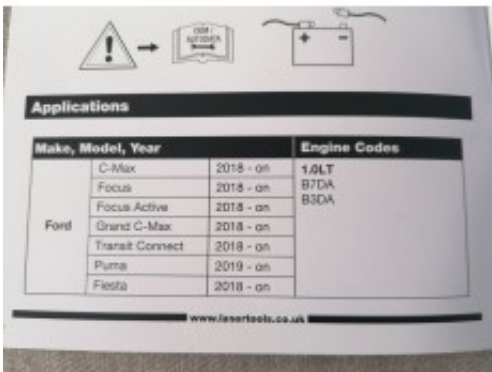 OEM /
AUTODATA
+ -
Applications
Make, Model, Year Engine Codes
Ford
C-Max 2018 - on 1.0LT
Focus 2018 - on B7DA
Focus Active 2018 - on B3DA
Grand C-Max 2018 - on
Transit Connect 2018 - on
Puma 2019 - on
Fiesta 2018 - on
www.lasertools.co.uk